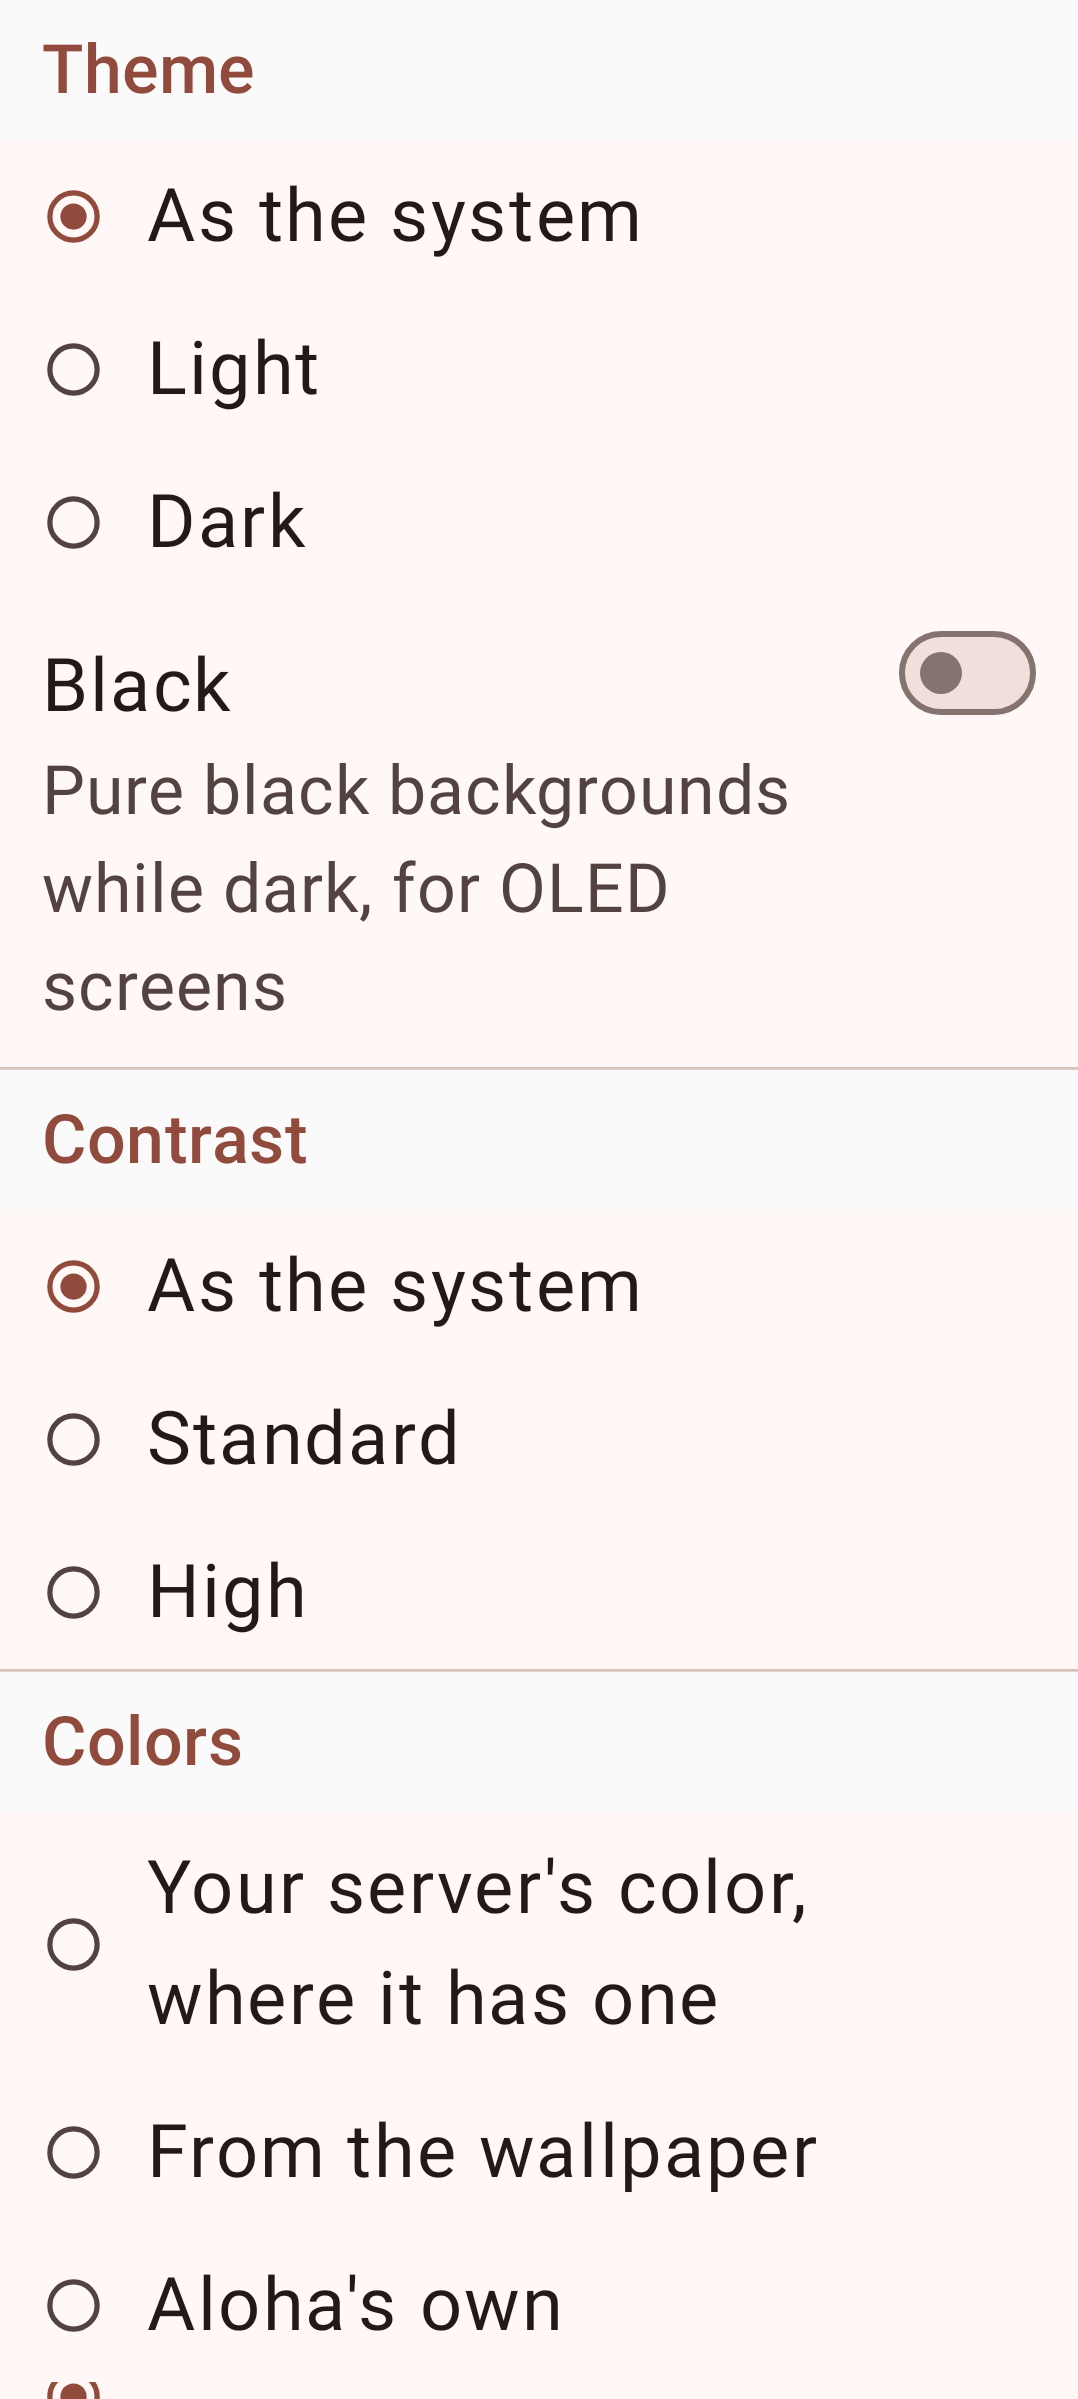 Theme
As the system
Light
Dark
Black
Pure black backgrounds
while dark, for OLED
screens
Contrast
As the system
Standard
High
Colors
Your server's color,
where it has one
From the wallpaper
Aloha's own